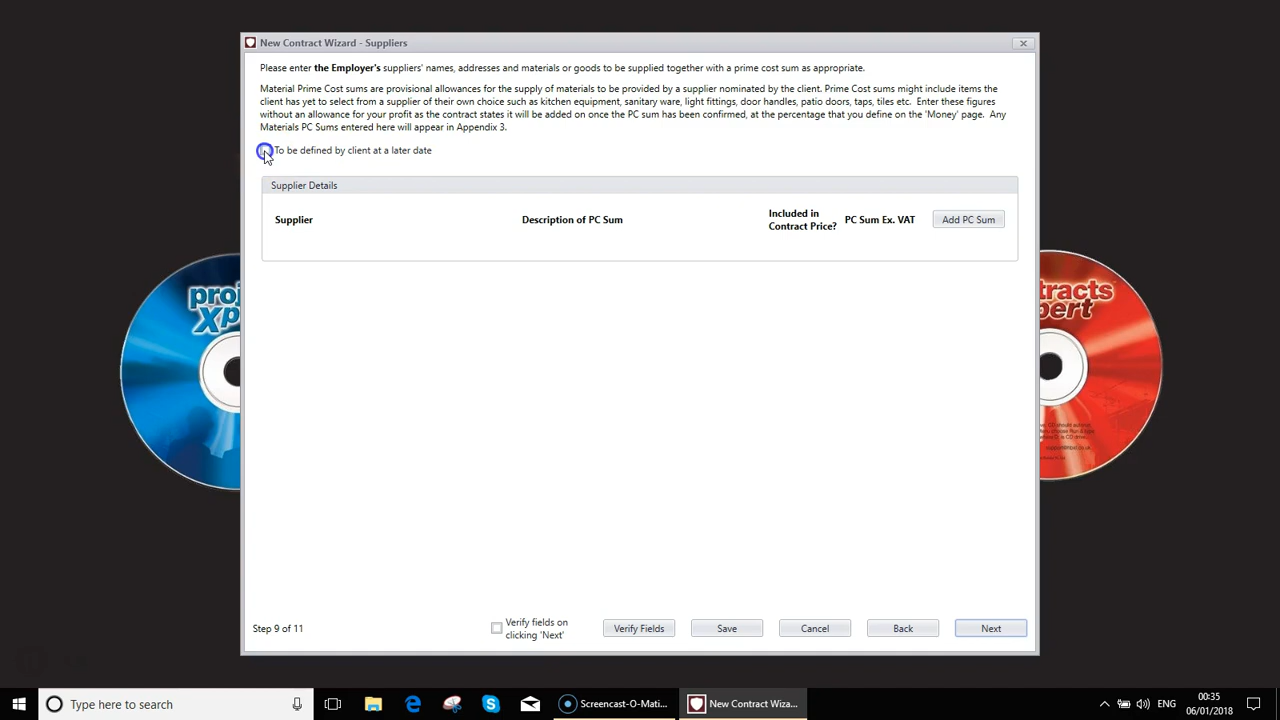 New Contract Wizard - Suppliers
Please enter the Employer's suppliers' names, addresses and materials or goods to be supplied together with a prime cost sum as appropriate.
Material Prime Cost sums are provisional allowances for the supply of materials to be provided by a supplier nominated by the client. Prime Cost sums might include items the
client has yet to select from a supplier of their own choice such as kitchen equipment, sanitary ware, light fittings, door handles, patio doors, taps, tiles etc. Enter these figures
without an allowance for your profit as the contract states it will be added on once the PC sum has been confirmed, at the percentage that you define on the 'Money' page. Any
Materials PC Sums entered here will appear in Appendix 3.
To be defined by client at a later date
Supplier Details
Supplier
Description of PC Sum
Included in
Contract Price?
PC Sum Ex. VAT
Add PC Sum
proj
Xp
tracts
pert
Step 9 of 11
Verify fields on
clicking 'Next'
Verify Fields
Save
Cancel
Back
Next
Type here to search
Screencast-O-Mati...
New Contract Wiza...
ENG
00:35
06/01/2018